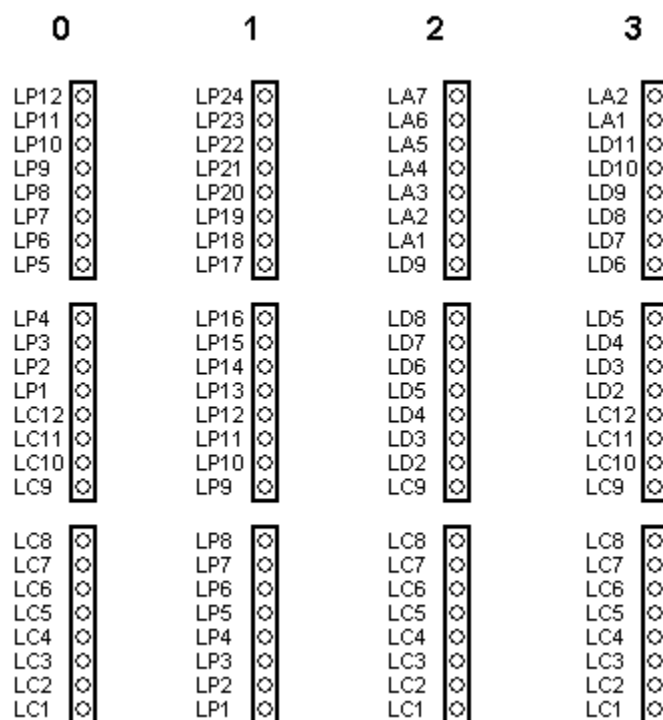 0 1 2 3
LP12 LP24 LA7 LA2
LP11 LP23 LA6 LA1
LP10 LP22 LA5 LD11
LP9 LP21 LA4 LD10
LP8 LP20 LA3 LD9
LP7 LP19 LA2 LD8
LP6 LP18 LA1 LD7
LP5 LP17 LD9 LD6
LP4 LP16 LD8 LD5
LP3 LP15 LD7 LD4
LP2 LP14 LD6 LD3
LP1 LP13 LD5 LD2
LC12 LP12 LD4 LC12
LC11 LP11 LD3 LC11
LC10 LP10 LD2 LC10
LC9 LP9 LC9 LC9
LC8 LP8 LC8 LC8
LC7 LP7 LC7 LC7
LC6 LP6 LC6 LC6
LC5 LP5 LC5 LC5
LC4 LP4 LC4 LC4
LC3 LP3 LC3 LC3
LC2 LP2 LC2 LC2
LC1 LP1 LC1 LC1